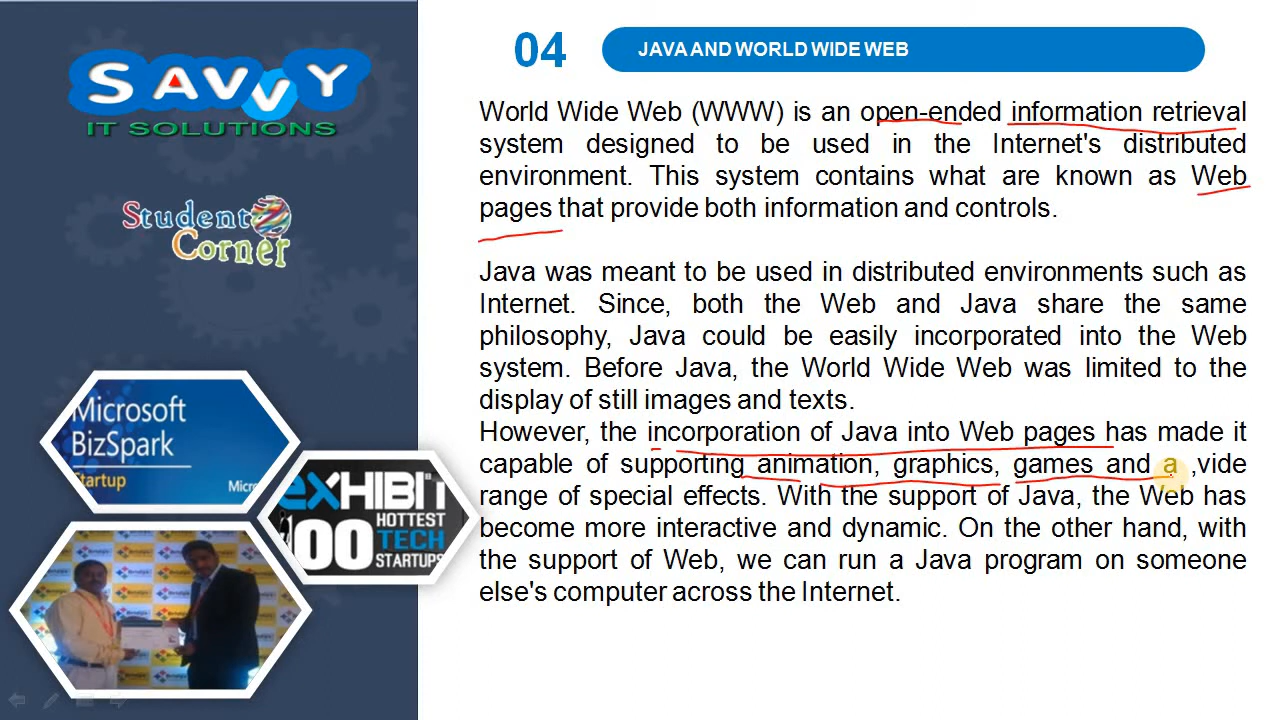 SAVVY
IT SOLUTIONS
Student
Corner
Microsoft
BizSpark
Startup
Micro
EXHIBIT
100
HOTTEST
TECH
STARTUPS
04
JAVA AND WORLD WIDE WEB
World Wide Web (WWW) is an open-ended information retrieval
system designed to be used in the Internet's distributed
environment. This system contains what are known as Web
pages that provide both information and controls.
Java was meant to be used in distributed environments such as
Internet. Since, both the Web and Java share the same
philosophy, Java could be easily incorporated into the Web
system. Before Java, the World Wide Web was limited to the
display of still images and texts.
However, the incorporation of Java into Web pages has made it
capable of supporting animation, graphics, games and a ,vide
range of special effects. With the support of Java, the Web has
become more interactive and dynamic. On the other hand, with
the support of Web, we can run a Java program on someone
else's computer across the Internet.